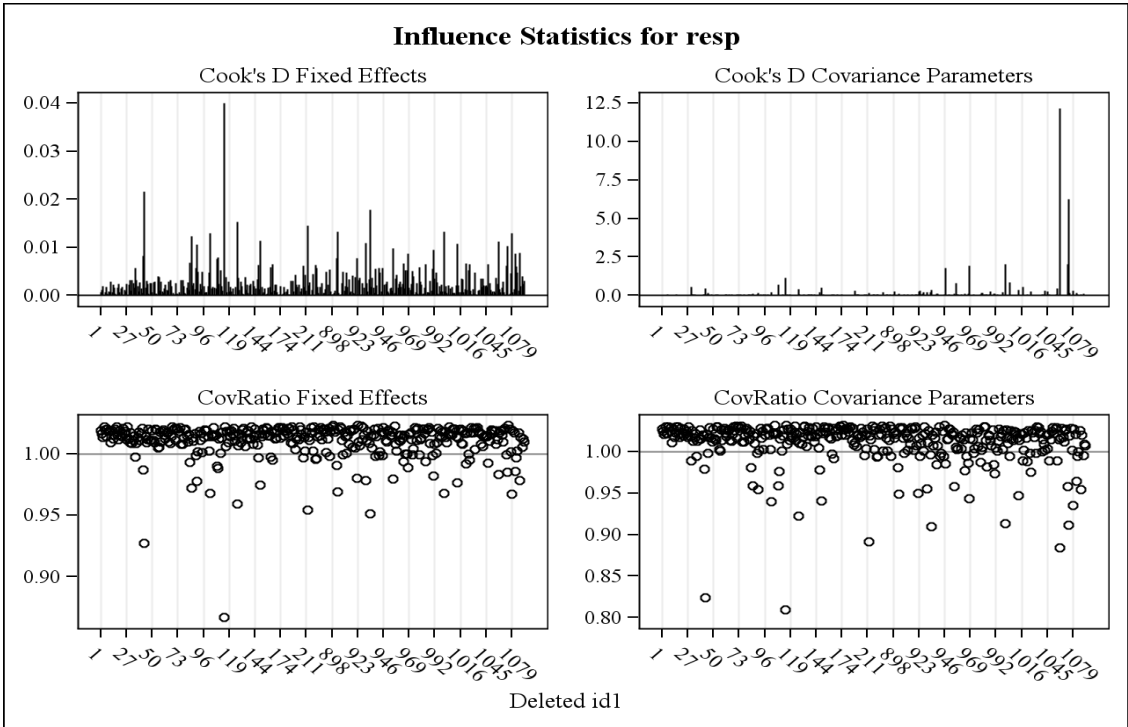 Influence Statistics for resp
Cook's D Fixed Effects
0.04
0.03
0.02
0.01
0.00
1 27 50 73 96 119 144 174 211 898 923 946 969 992 1016 1045 1079
Cook's D Covariance Parameters
12.5
10.0
7.5
5.0
2.5
0.0
1 27 50 73 96 119 144 174 211 898 923 946 969 992 1016 1045 1079
CovRatio Fixed Effects
1.00
0.95
0.90
1 27 50 73 96 119 144 174 211 898 923 946 969 992 1016 1045 1079
CovRatio Covariance Parameters
1.00
0.95
0.90
0.85
0.80
1 27 50 73 96 119 144 174 211 898 923 946 969 992 1016 1045 1079
Deleted id1